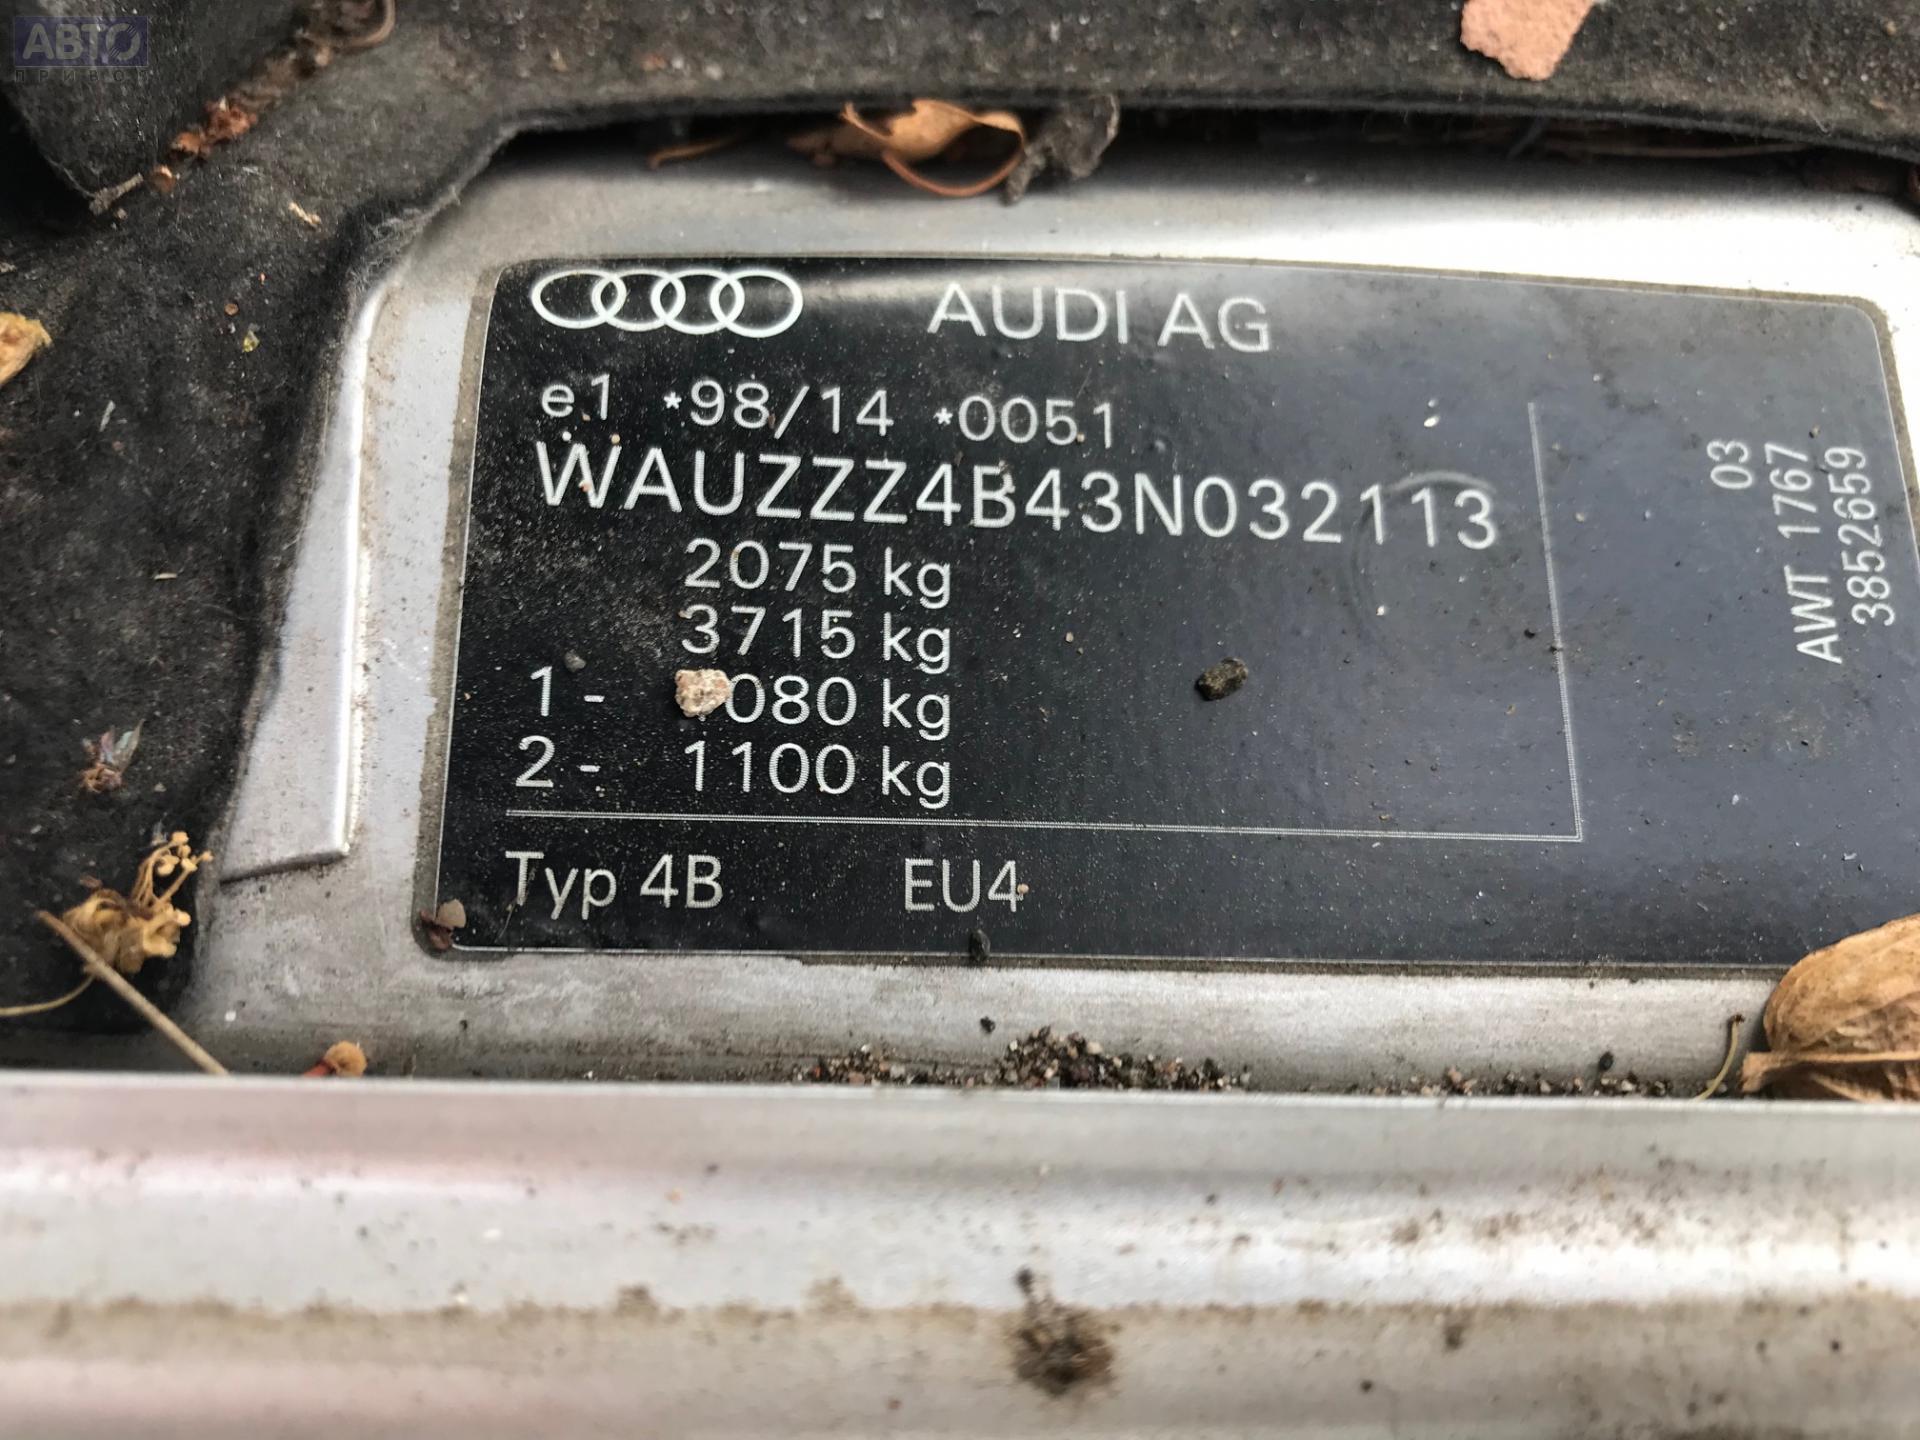 АВТО
ПРИВОЗ
AUDI AG
e1 *98/14 *0051
WAUZZZ4B43N032113
2075 kg
3715 kg
1 - 080 kg
2 - 1100 kg
Typ 4B EU4
03
AWT 1767
3852659